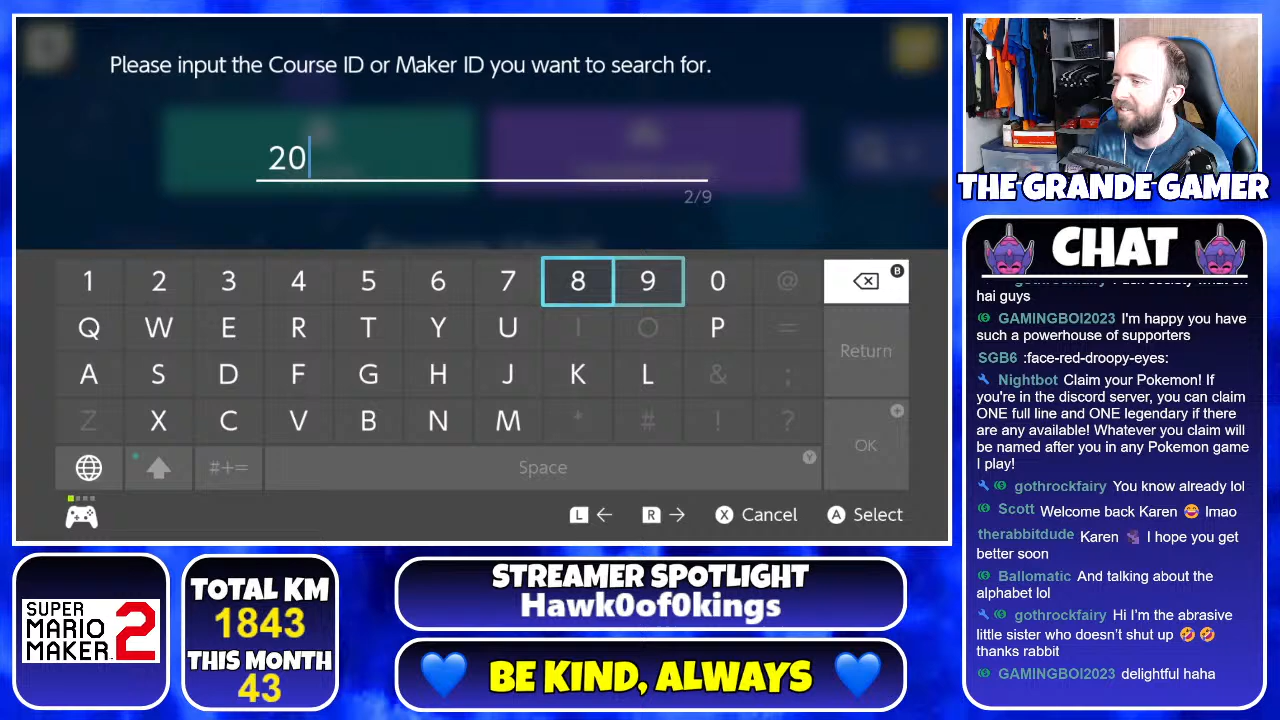 Please input the Course ID or Maker ID you want to search for.
20
2/9
1 2 3 4 5 6 7 8 9 0 @ B
Q W E R T Y U I O P =
Return
A S D F G H J K L & ;
Z X C V B N M * # ! ? +
OK
#+= Space Y
L ← R → X Cancel A Select
THE GRANDE GAMER
CHAT
hai guys
GAMINGBOI2023 I'm happy you have
such a powerhouse of supporters
SGB6 :face-red-droopy-eyes:
Nightbot Claim your Pokemon! If
you're in the discord server, you can claim
ONE full line and ONE legendary if there
are any available! Whatever you claim will
be named after you in any Pokemon game
I play!
gothrockfairy You know already lol
Scott Welcome back Karen 😅 lmao
therabbitdude Karen I hope you get
better soon
Ballomatic And talking about the
alphabet lol
gothrockfairy Hi I'm the abrasive
little sister who doesn't shut up 🤣🤣
thanks rabbit
GAMINGBOI2023 delightful haha
SUPER
MARIO
MAKER 2
TOTAL KM
1843
THIS MONTH
43
STREAMER SPOTLIGHT
Hawk0of0kings
💙 BE KIND, ALWAYS 💙